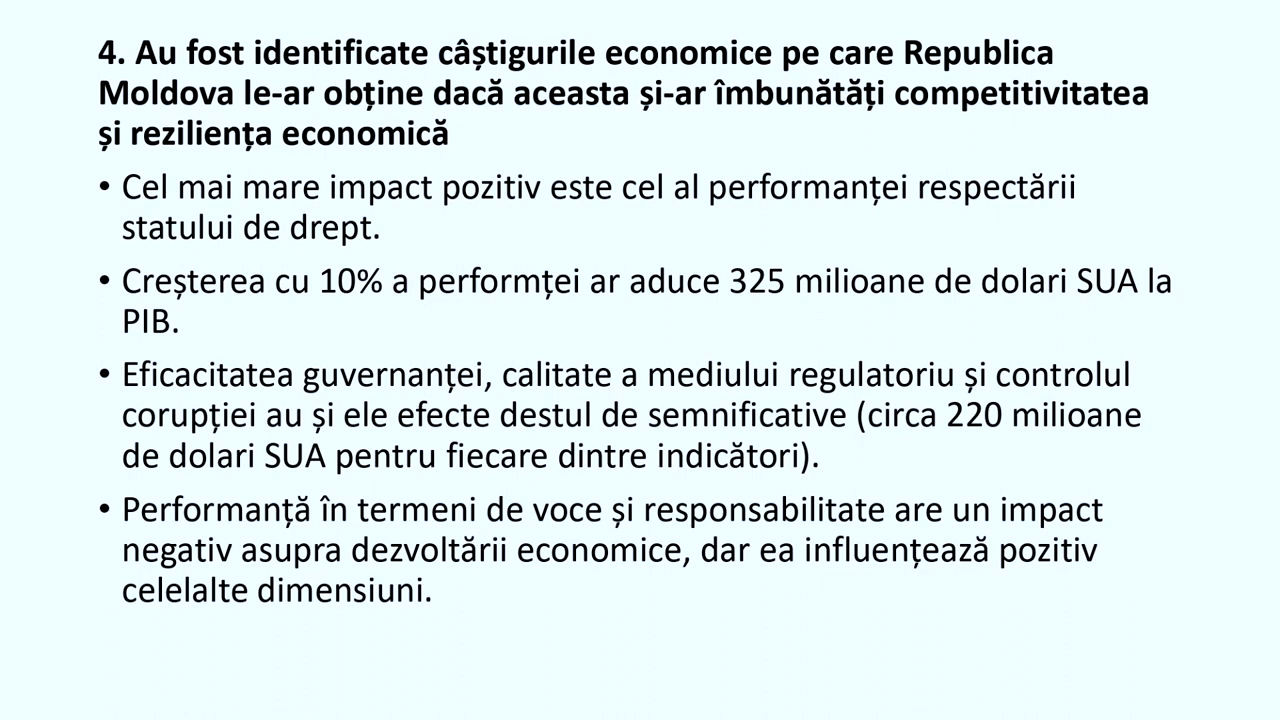 4. Au fost identificate câștigurile economice pe care Republica
Moldova le-ar obține dacă aceasta și-ar îmbunătăți competitivitatea
și reziliența economică
• Cel mai mare impact pozitiv este cel al performanței respectării
statului de drept.
• Creșterea cu 10% a performței ar aduce 325 milioane de dolari SUA la
PIB.
• Eficacitatea guvernanței, calitate a mediului regulatoriu și controlul
corupției au și ele efecte destul de semnificative (circa 220 milioane
de dolari SUA pentru fiecare dintre indicători).
• Performanță în termeni de voce și responsabilitate are un impact
negativ asupra dezvoltării economice, dar ea influențează pozitiv
celelalte dimensiuni.